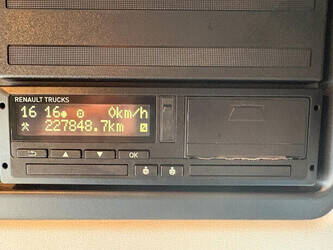 RENAULT TRUCKS
16 16 0km/h
227848.7km
OK